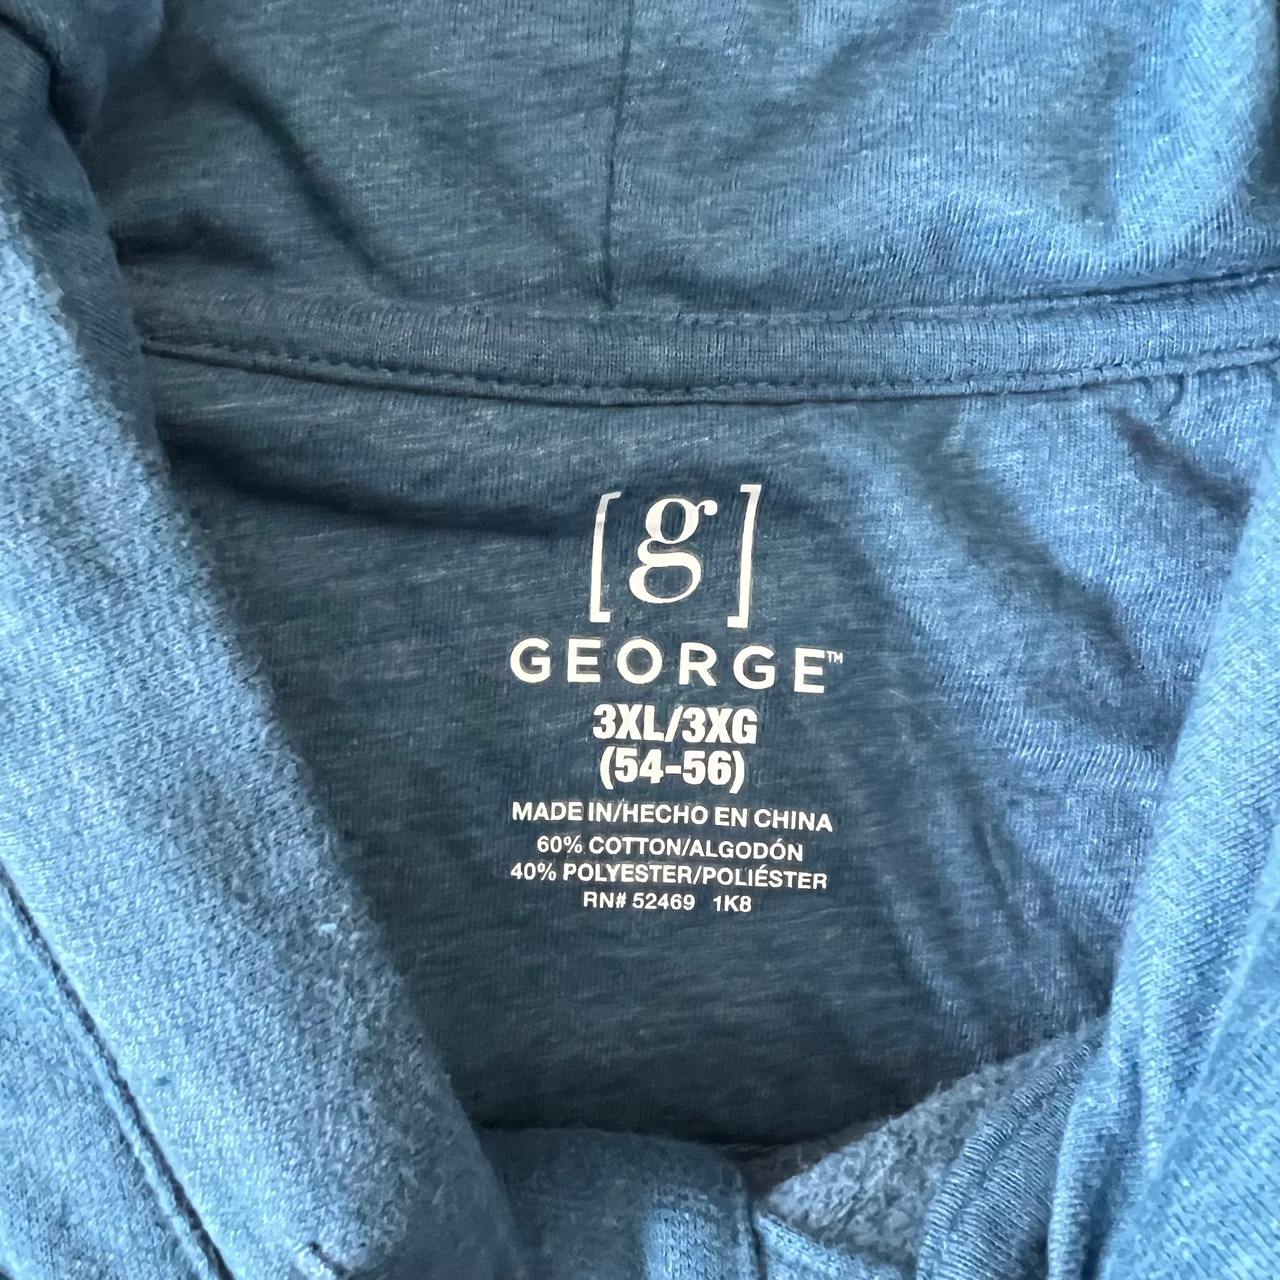 [g]
GEORGE™
3XL/3XG
(54-56)
MADE IN/HECHO EN CHINA
60% COTTON/ALGODÓN
40% POLYESTER/POLIÉSTER
RN# 52469 1K8